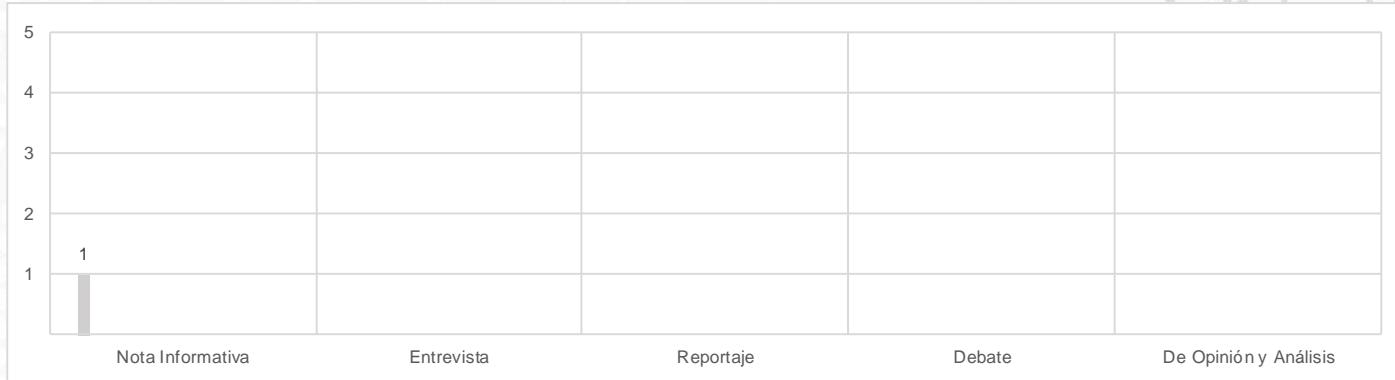 5
4
3
2
1
1
Nota Informativa
Entrevista
Reportaje
Debate
De Opinión y Análisis